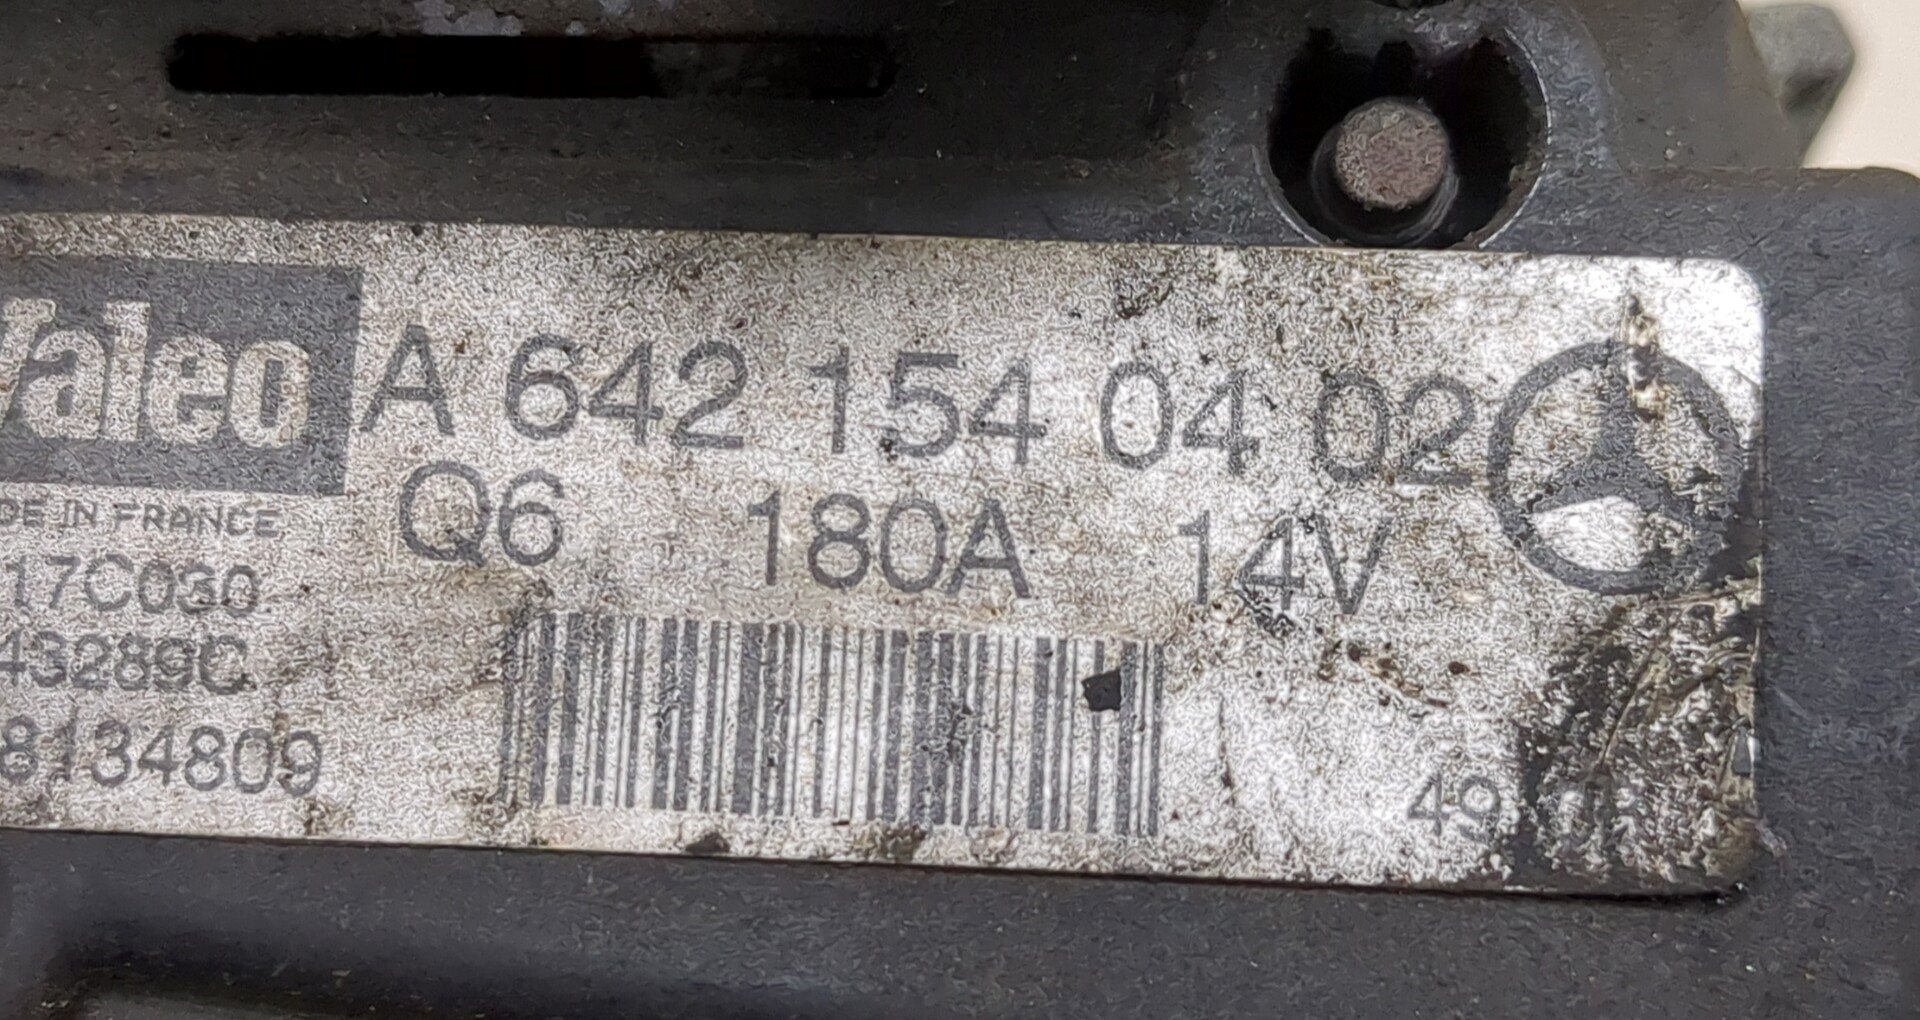 Valeo
A 642 154 04 02
Q6 180A 14V
DE IN FRANCE
17C030
43289C
8134809
49